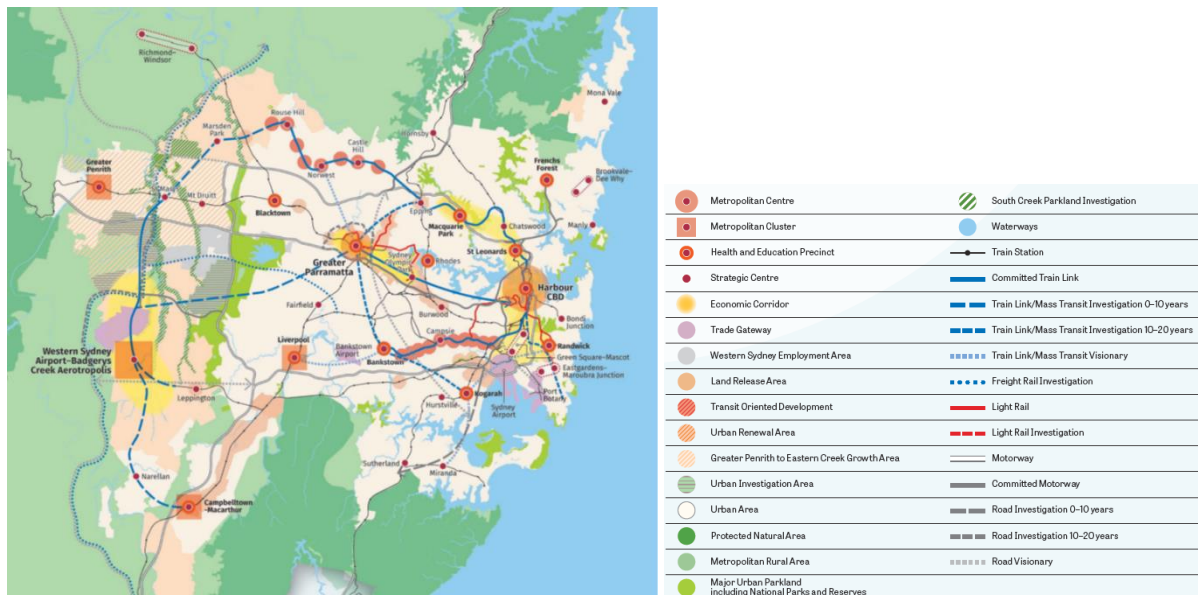 Richmond–
Windsor
Mona Vale
Rouse Hill
Marsden
Park
Hornsby
Castle
Hill
Frenchs
Forest
Greater
Penrith
Norwest
Brookvale–
Dee Why
St Marys
Mt Druitt
Blacktown
Epping
Macquarie
Park
Chatswood
Manly
St Leonards
Greater
Parramatta
Sydney
Olympic
Park
Rhodes
Harbour
CBD
Fairfield
Burwood
Bondi
Junction
Liverpool
Campsie
Bankstown
Airport
Bankstown
Randwick
Green Square–Mascot
Eastgardens–
Maroubra Junction
Western Sydney
Airport–Badgerys
Creek Aerotropolis
Leppington
Kogarah
Hurstville
Port
Botany
Sydney
Airport
Sutherland
Miranda
Narellan
Campbelltown
–Macarthur
Metropolitan Centre
Metropolitan Cluster
Health and Education Precinct
Strategic Centre
Economic Corridor
Trade Gateway
Western Sydney Employment Area
Land Release Area
Transit Oriented Development
Urban Renewal Area
Greater Penrith to Eastern Creek Growth Area
Urban Investigation Area
Urban Area
Protected Natural Area
Metropolitan Rural Area
Major Urban Parkland
including National Parks and Reserves
South Creek Parkland Investigation
Waterways
Train Station
Committed Train Link
Train Link/Mass Transit Investigation 0–10 years
Train Link/Mass Transit Investigation 10–20 years
Train Link/Mass Transit Visionary
Freight Rail Investigation
Light Rail
Light Rail Investigation
Motorway
Committed Motorway
Road Investigation 0–10 years
Road Investigation 10–20 years
Road Visionary